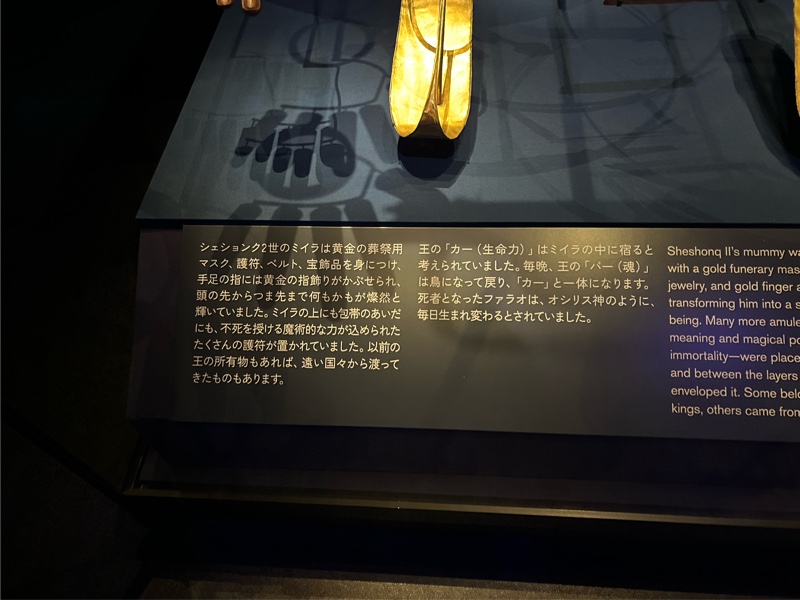 シェションク2世のミイラは黄金の葬祭用
マスク、護符、ベルト、宝飾品を身につけ、
手足の指には黄金の指飾りがかぶせられ、
頭の先からつま先まで何もかもが燦然と
輝いていました。ミイラの上にも包帯のあいだ
にも、不死を授ける魔術的な力が込められた
たくさんの護符が置かれていました。以前の
王の所有物もあれば、遠い国々から渡って
きたものもあります。
王の「カー（生命力）」はミイラの中に宿ると
考えられていました。毎晩、王の「バー（魂）」
は鳥になって戻り、「カー」と一体になります。
死者となったファラオは、オシリス神のように、
毎日生まれ変わるとされていました。
Sheshonq II's mummy
with a gold funerary
jewelry, and gold finger
transforming him into a
being. Many more
meaning and magical
immortality—were
and between the layers
enveloped it. Some
kings, others came